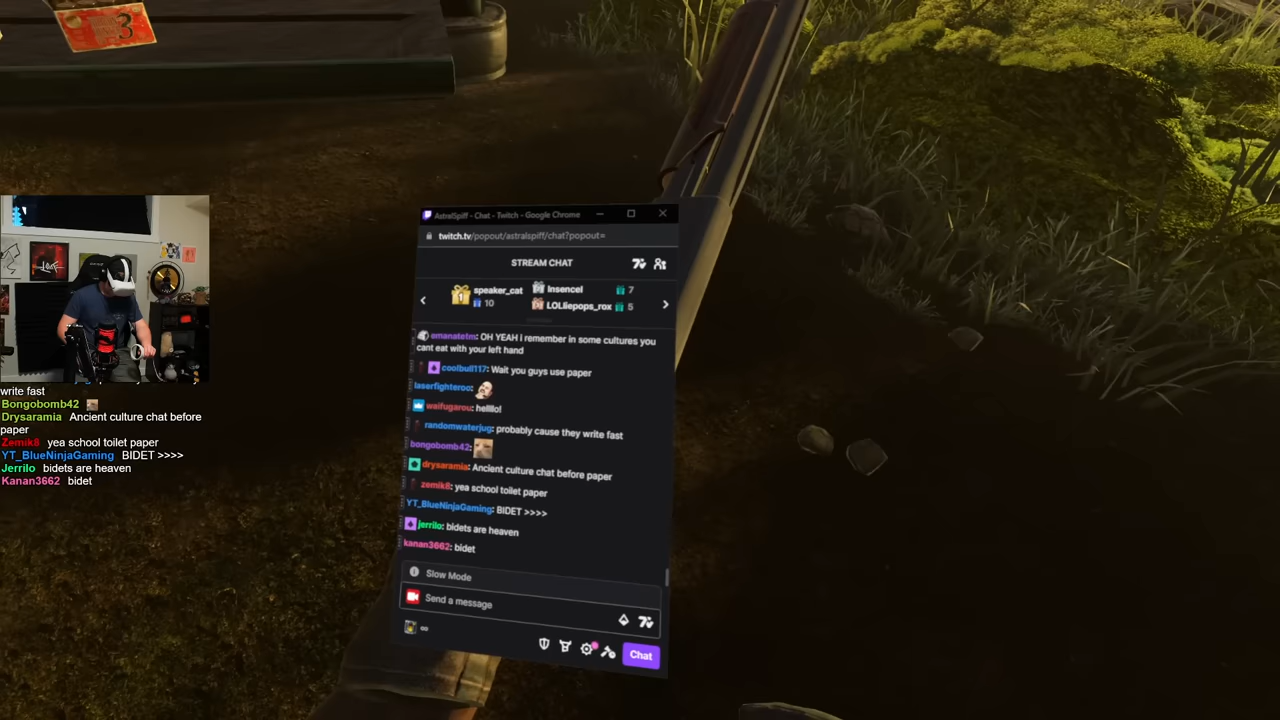 3
write fast
Bongobomb42
Drysaramia Ancient culture chat before
paper
Zemik8 yea school toilet paper
YT_BlueNinjaGaming BIDET >>>>
Jerrilo bidets are heaven
Kanan3662 bidet
AstralSpiff - Chat - Twitch - Google Chrome
twitch.tv/popout/astralspiff/chat?popout=
STREAM CHAT
1 speaker_cat 10
Insencel 7
LOLliepops_rox 5
emanatetm: OH YEAH I remember in some cultures you
cant eat with your left hand
coolbull117: Wait you guys use paper
laserfighteroc:
waifugarou: helllo!
randomwaterjug: probably cause they write fast
bongobomb42:
drysaramia: Ancient culture chat before paper
zemik8: yea school toilet paper
YT_BlueNinjaGaming: BIDET >>>>
jerrilo: bidets are heaven
kanan3662: bidet
Slow Mode
Send a message
∞
Chat